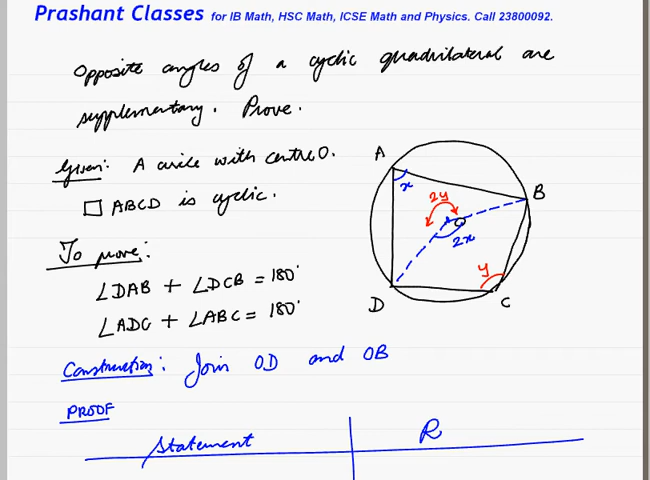 Prashant Classes for IB Math, HSC Math, ICSE Math and Physics. Call 23800092.
Opposite angles of a cyclic quadrilateral are
supplementary. Prove.
Given: A circle with centre O.
□ ABCD is cyclic.
To prove:
∠DAB + ∠DCB = 180°
∠ADC + ∠ABC = 180°
Construction: Join OD and OB
PROOF
Statement R
A
x
B
2y
O
2x
y
D
C